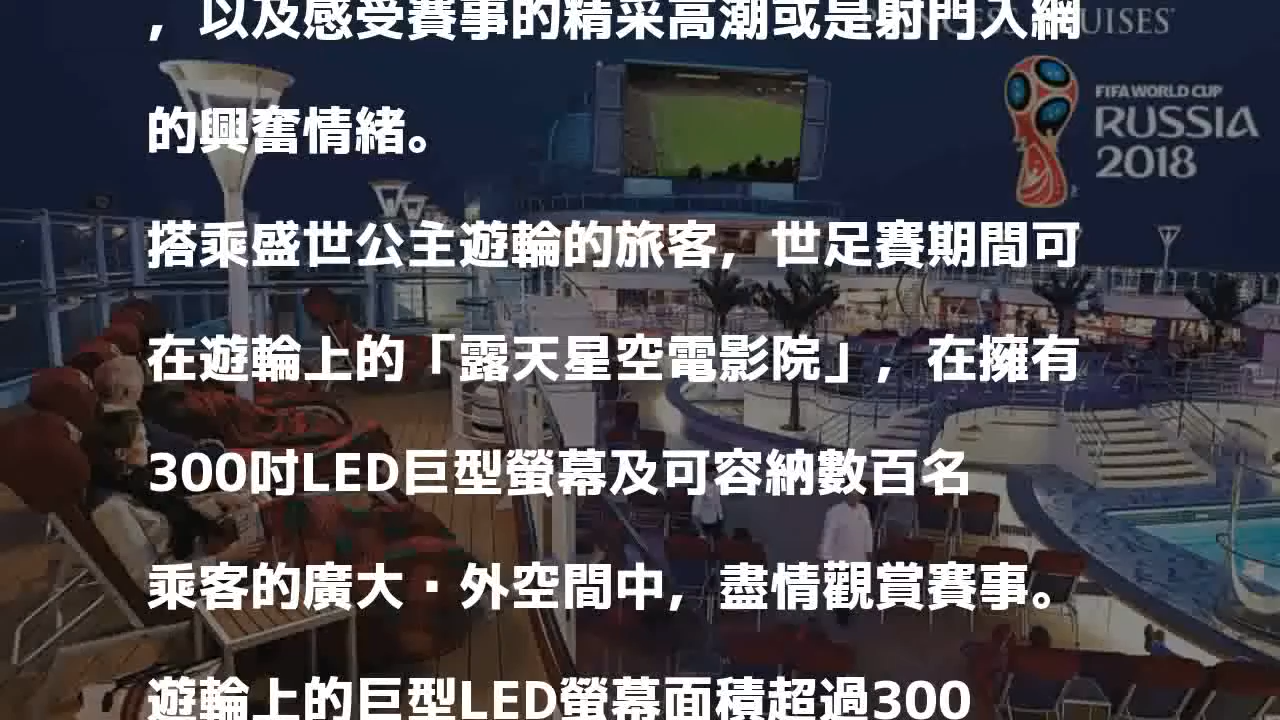 ，以及感受賽事的精采高潮或是射門入網
的興奮情緒。
搭乘盛世公主遊輪的旅客，世足賽期間可
在遊輪上的「露天星空電影院」，在擁有
300吋LED巨型螢幕及可容納數百名
乘客的廣大・外空間中，盡情觀賞賽事。
遊輪上的巨型LED螢幕面積超過300
PRINCESS CRUISES
FIFA WORLD CUP
RUSSIA
2018